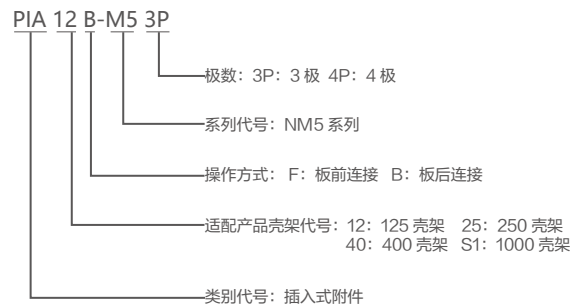 PIA 12 B-M5 3P
极数：3P：3 极 4P：4 极
系列代号：NM5 系列
操作方式： F：板前连接 B：板后连接
适配产品壳架代号：12：125 壳架 25：250 壳架
40：400 壳架 S1：1000 壳架
类别代号：插入式附件